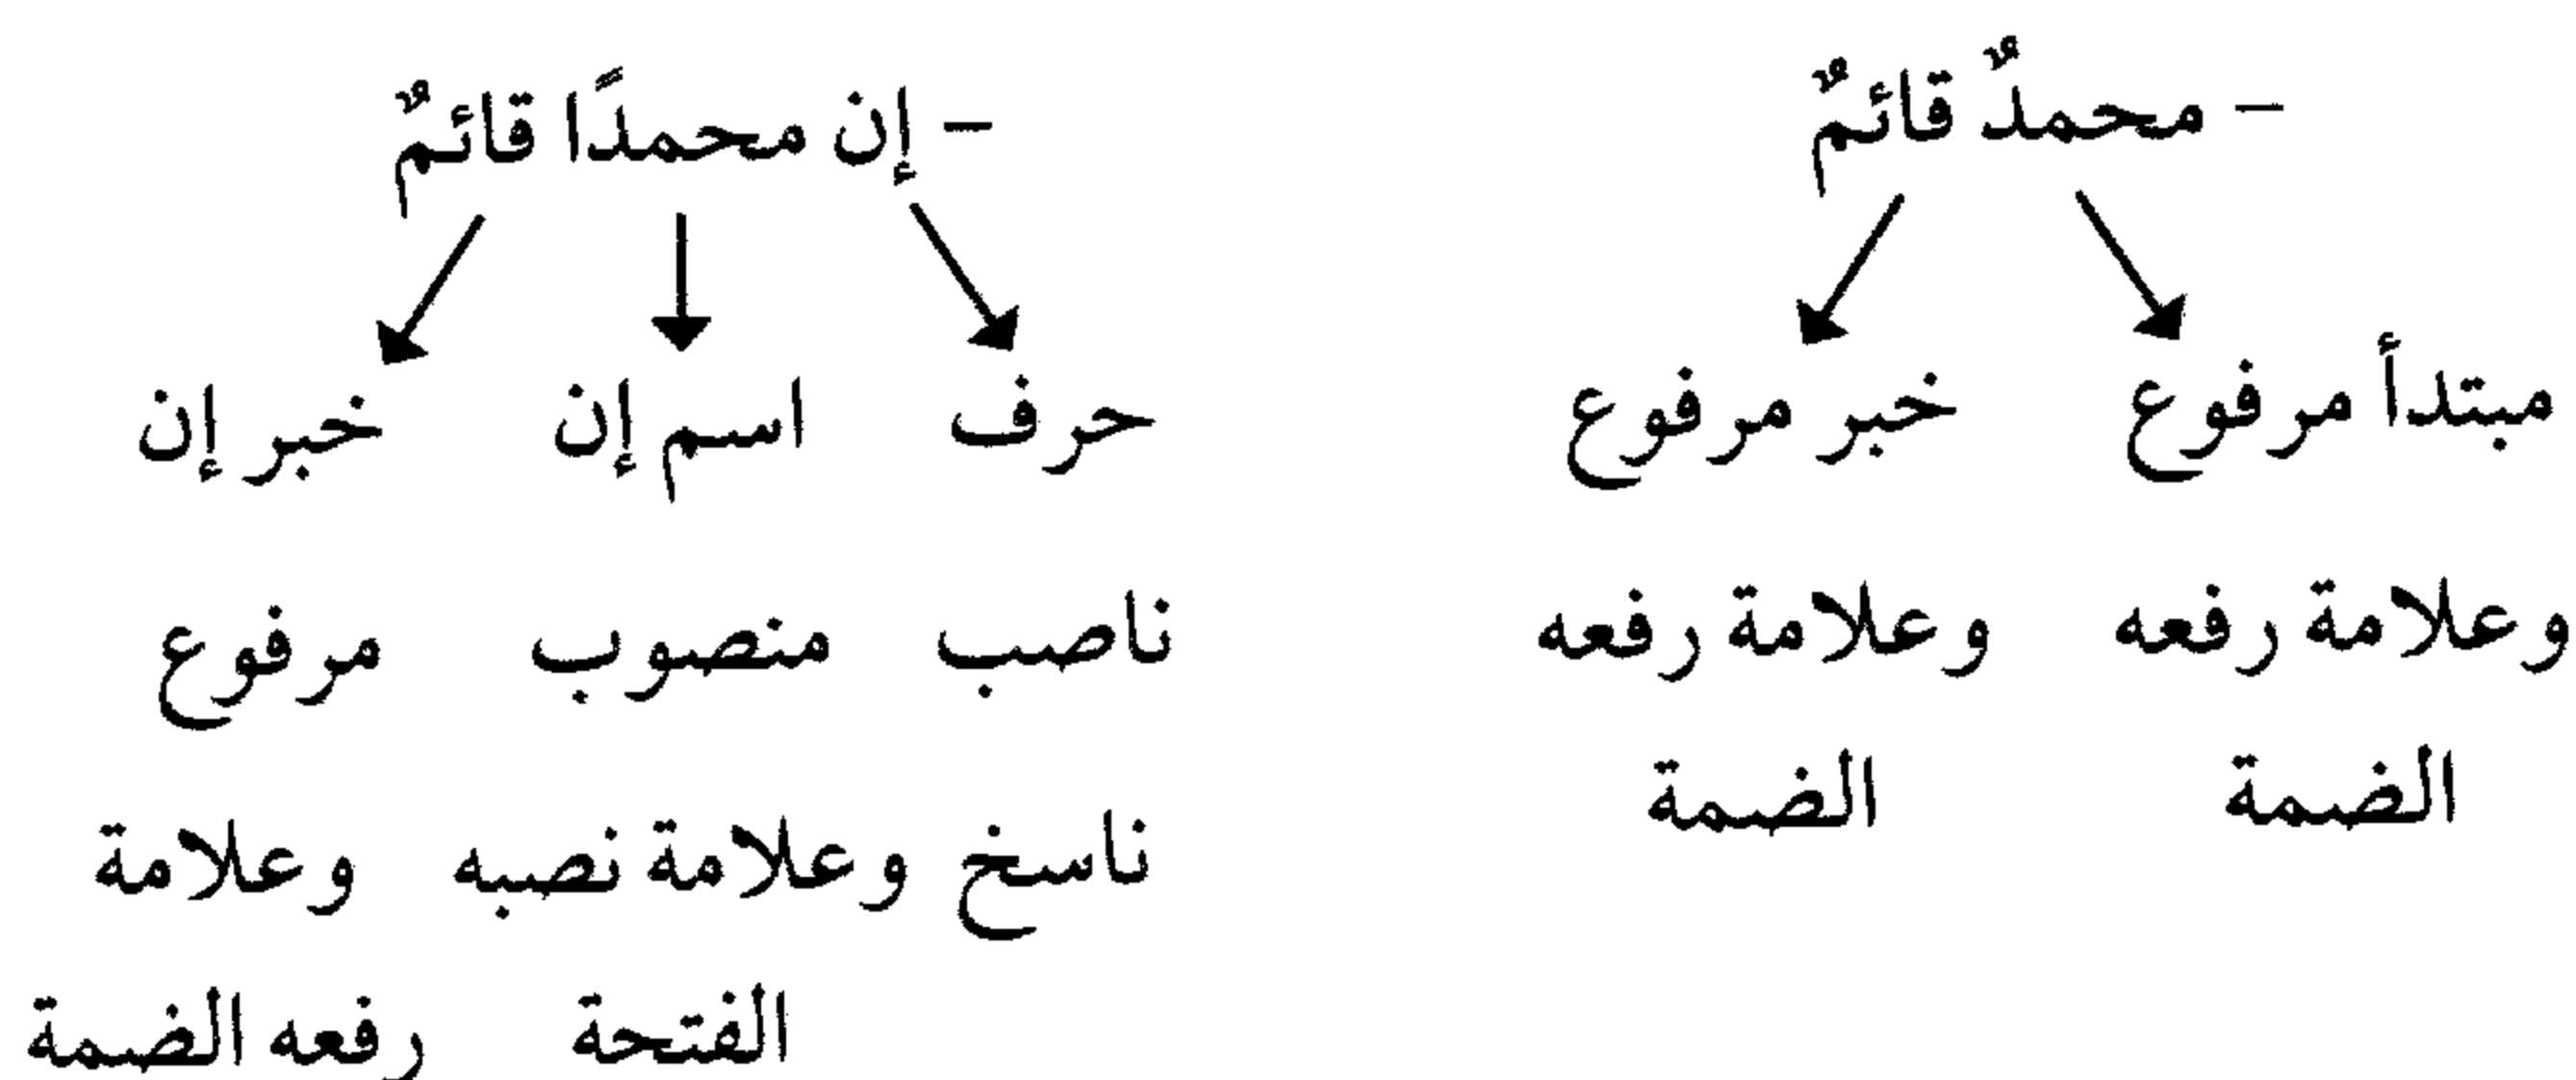 – محمدٌ قائمٌ
مبتدأ مرفوع خبر مرفوع
وعلامة رفعه وعلامة رفعه
الضمة الضمة
– إن محمدًا قائمٌ
حرف اسم إن خبر إن
ناصب منصوب مرفوع
ناسخ وعلامة نصبه وعلامة
الفتحة رفعه الضمة